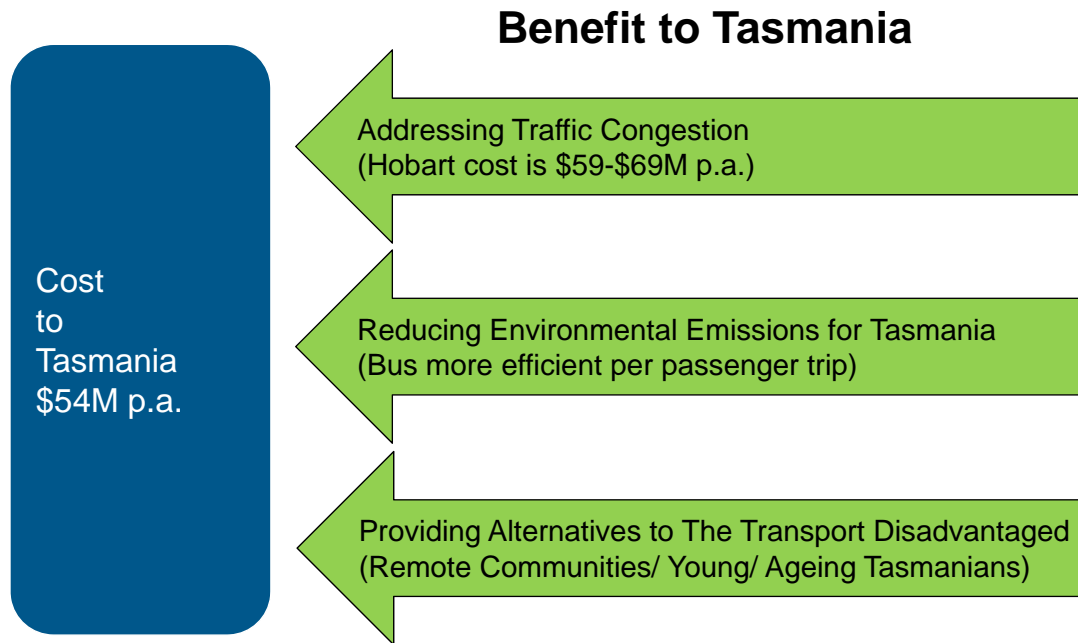 Benefit to Tasmania
Cost
to
Tasmania
$54M p.a.
Addressing Traffic Congestion
(Hobart cost is $59-$69M p.a.)
Reducing Environmental Emissions for Tasmania
(Bus more efficient per passenger trip)
Providing Alternatives to The Transport Disadvantaged
(Remote Communities/ Young/ Ageing Tasmanians)